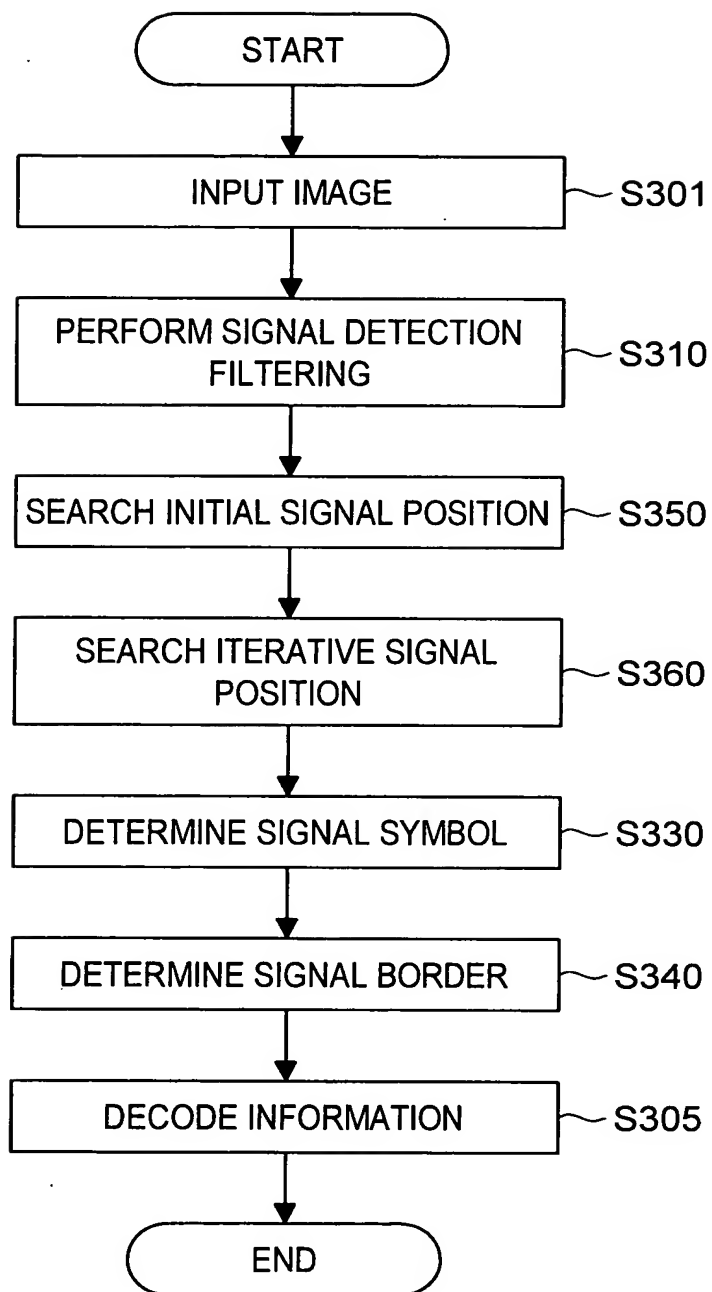 START
INPUT IMAGE S301
PERFORM SIGNAL DETECTION
FILTERING
S310
SEARCH INITIAL SIGNAL POSITION S350
SEARCH ITERATIVE SIGNAL
POSITION
S360
DETERMINE SIGNAL SYMBOL S330
DETERMINE SIGNAL BORDER S340
DECODE INFORMATION S305
END